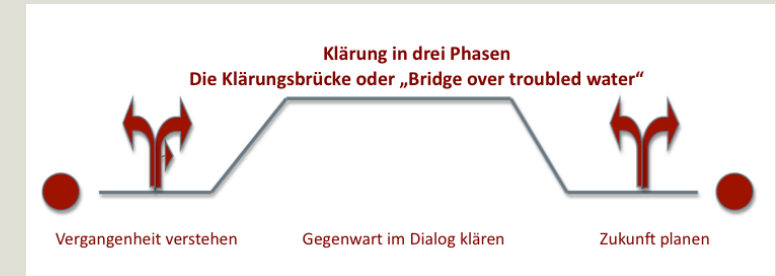 Klärung in drei Phasen
Die Klärungsbrücke oder „Bridge over troubled water“
Vergangenheit verstehen
Gegenwart im Dialog klären
Zukunft planen